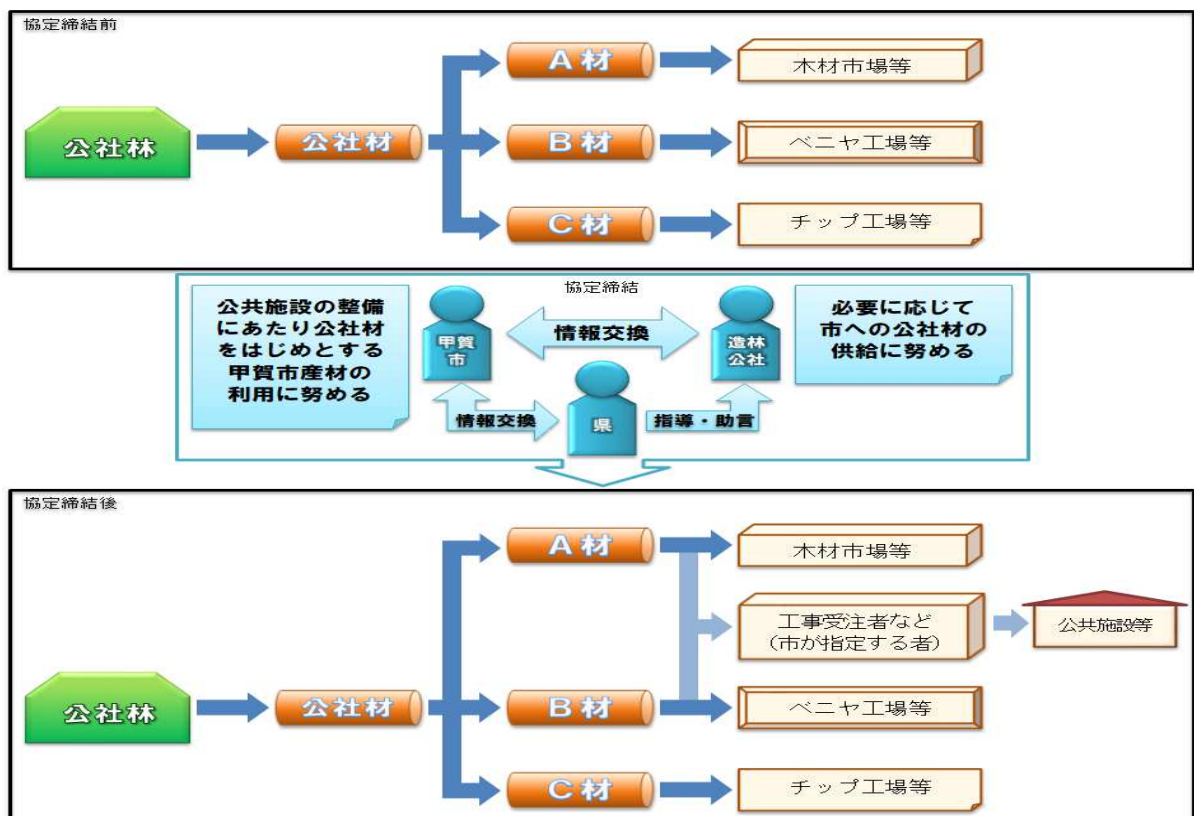 協定締結前
公社林
公社材
A材
木材市場等
B材
ベニヤ工場等
C材
チップ工場等
協定締結
公共施設の整備
にあたり公社材
をはじめとする
甲賀市産材の
利用に努める
甲賀
市
情報交換
造林
公社
必要に応じて
市への公社材の
供給に努める
情報交換
県
指導・助言
協定締結後
公社林
公社材
A材
木材市場等
工事受注者など
(市が指定する者)
公共施設等
B材
ベニヤ工場等
C材
チップ工場等